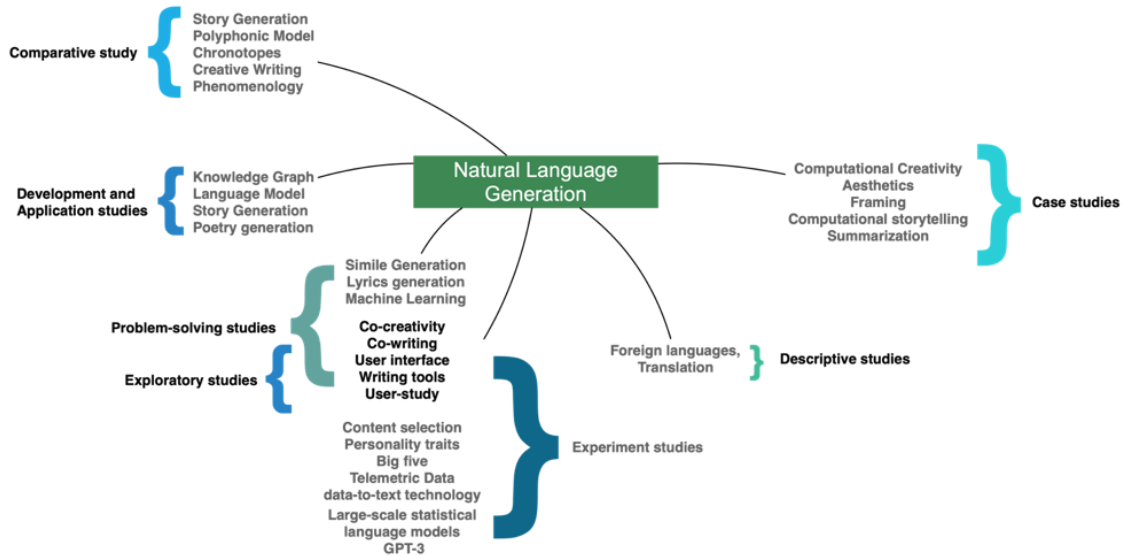 Story Generation
Polyphonic Model
Comparative study
Chronotopes
Creative Writing
Phenomenology
Natural Language
Generation
Knowledge Graph
Development and
Language Model
Application studies
Story Generation
Poetry generation
Computational Creativity
Aesthetics
Framing
Case studies
Computational storytelling
Summarization
Simile Generation
Lyrics generation
Machine Learning
Problem-solving studies
Co-creativity
Co-writing
User interface
Exploratory studies
Writing tools
User-study
Foreign languages,
Translation
Descriptive studies
Content selection
Personality traits
Big five
Telemetric Data
data-to-text technology
Large-scale statistical
language models
GPT-3
Experiment studies